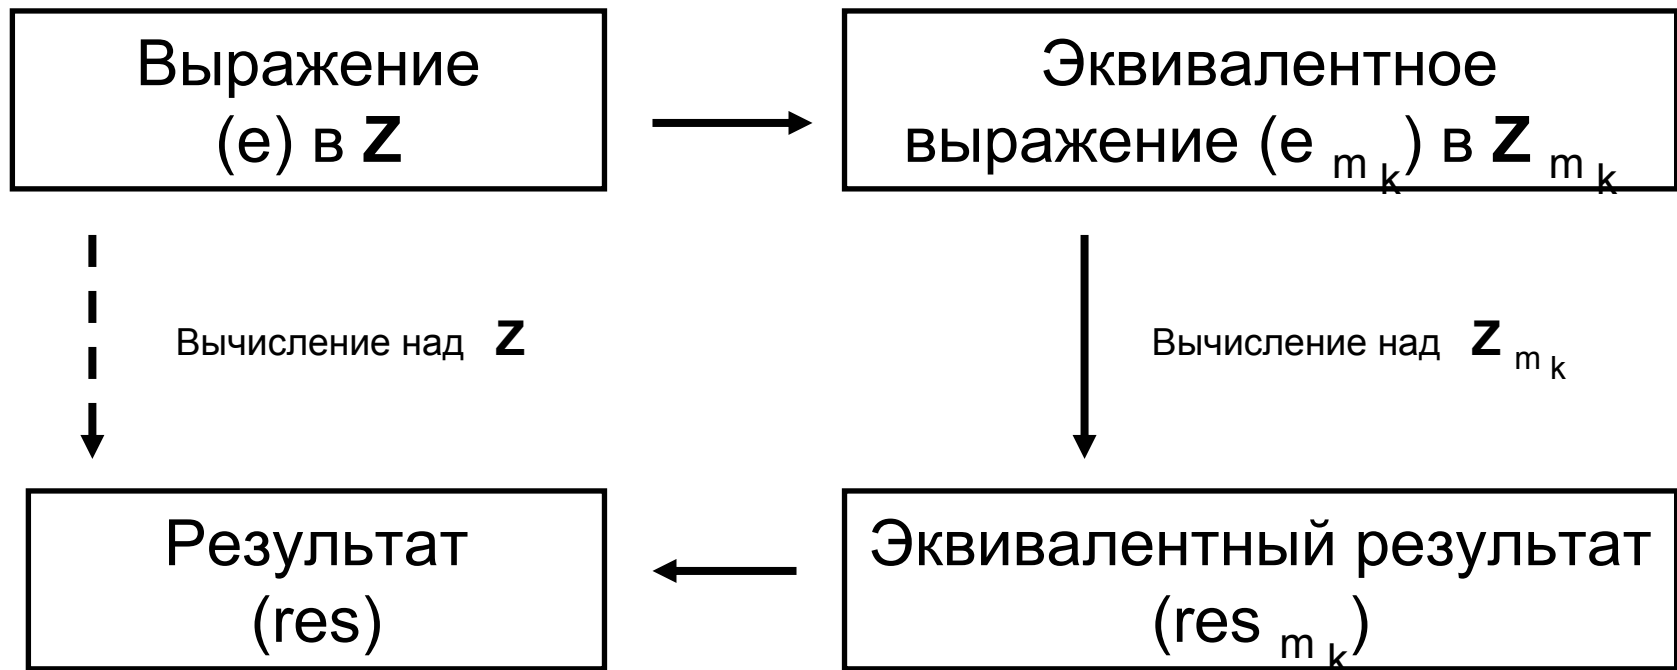 Выражение
(e) в Z
Эквивалентное
выражение (e m k) в Z m k
Вычисление над Z
Вычисление над Z m k
Результат
(res)
Эквивалентный результат
(res m k)